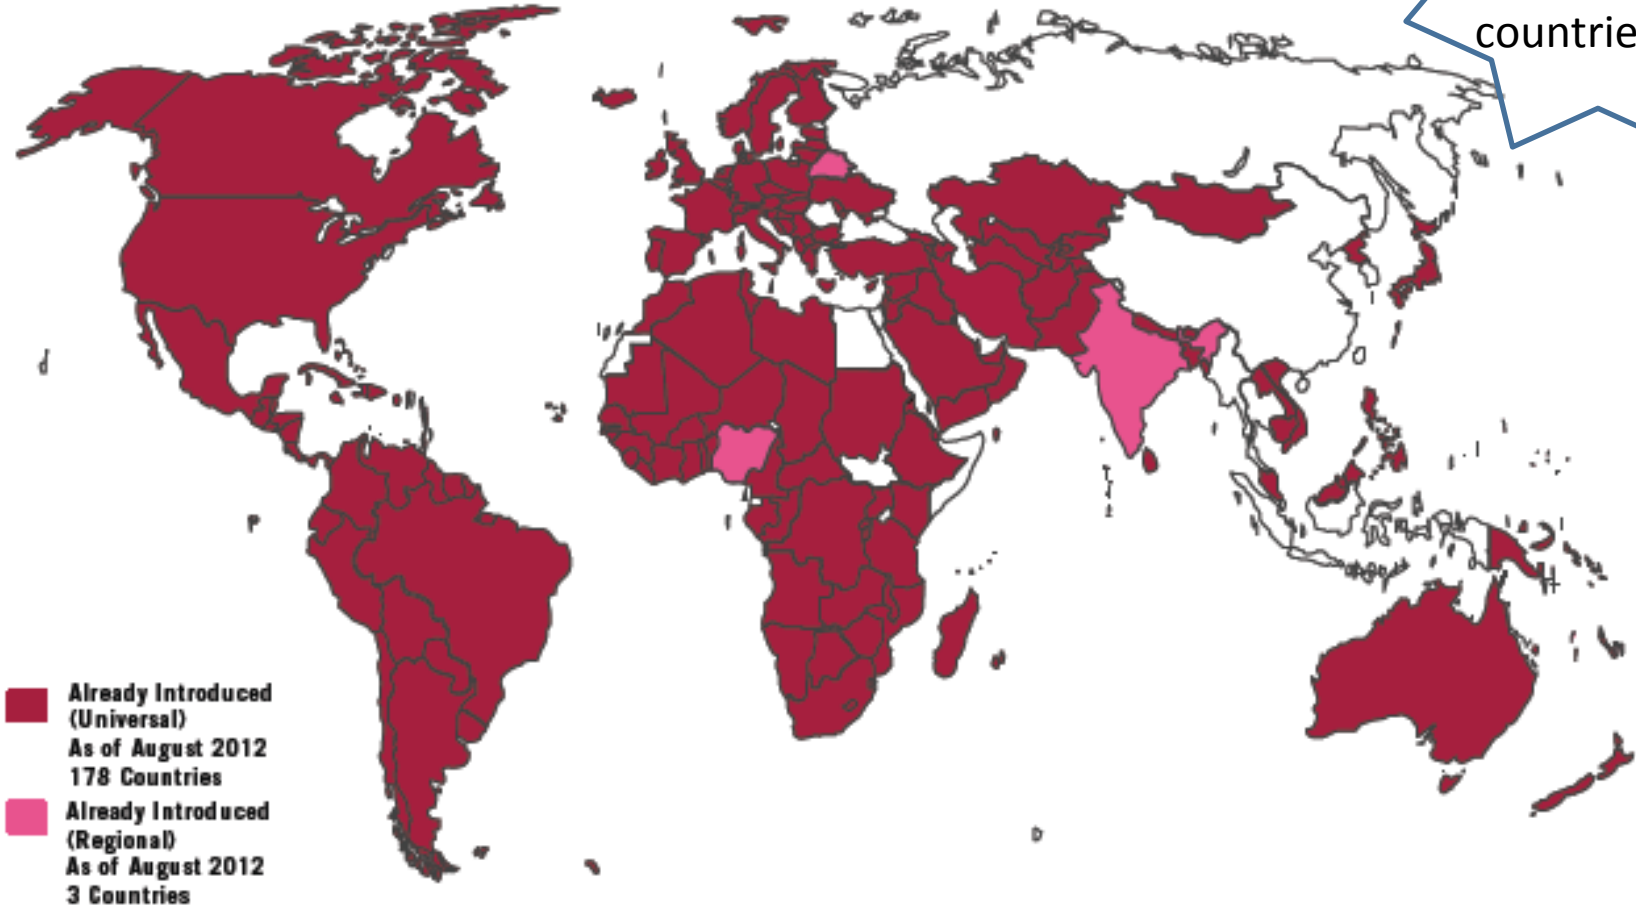 countrie
Already Introduced
(Universal)
As of August 2012
178 Countries
Already Introduced
(Regional)
As of August 2012
3 Countries